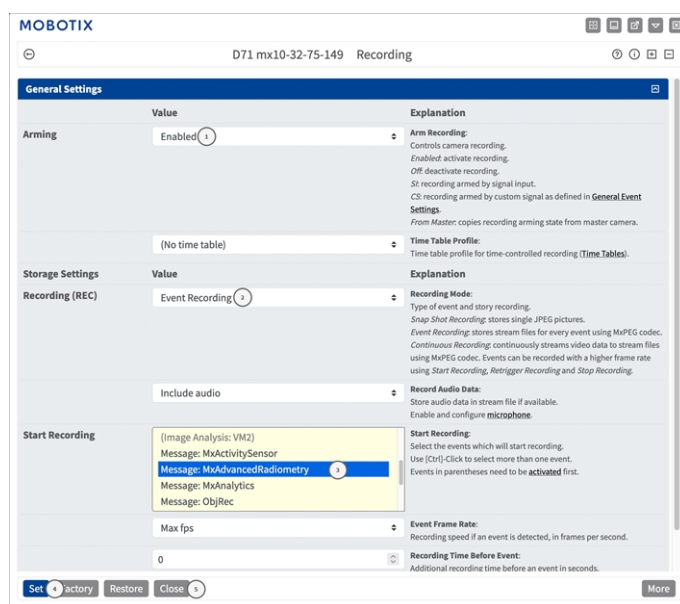 MOBOTIX
D71 mx10-32-75-149 Recording
General Settings
Value Explanation
Arming Enabled 1 Arm Recording:
Controls camera recording.
Enabled: activate recording.
Off: deactivate recording.
SI: recording armed by signal input.
CS: recording armed by custom signal as defined in General Event
Settings.
From Master: copies recording arming state from master camera.
(No time table) Time Table Profile:
Time table profile for time-controlled recording (Time Tables).
Storage Settings Value Explanation
Recording (REC) Event Recording 2 Recording Mode:
Type of event and story recording.
Snap Shot Recording: stores single JPEG pictures.
Event Recording: stores stream files for every event using MxPEG codec.
Continuous Recording: continuously streams video data to stream files
using MxPEG codec. Events can be recorded with a higher frame rate
using Start Recording, Retrigger Recording and Stop Recording.
Include audio Record Audio Data:
Store audio data in stream file if available.
Enable and configure microphone.
Start Recording (Image Analysis: VM2) Start Recording:
Message: MxActivitySensor Select the events which will start recording.
Message: MxAdvancedRadiometry 3 Use [Ctrl]-Click to select more than one event.
Message: MxAnalytics Events in parentheses need to be activated first.
Message: ObjRec
Max fps Event Frame Rate:
Recording speed if an event is detected, in frames per second.
0 Recording Time Before Event:
Additional recording time before an event in seconds.
Set 4 actory Restore Close 5 More